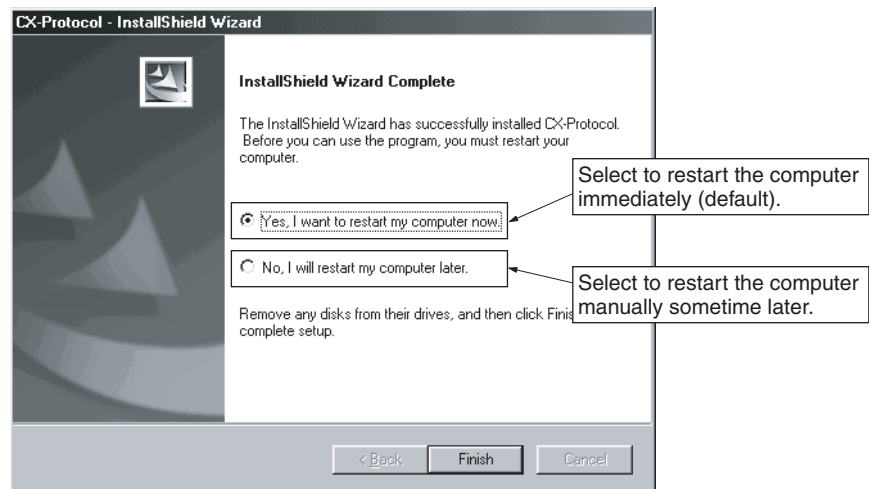 CX-Protocol - InstallShield Wizard
InstallShield Wizard Complete
The InstallShield Wizard has successfully installed CX-Protocol.
Before you can use the program, you must restart your
computer.
Select to restart the computer
immediately (default).
Yes, I want to restart my computer now.
No, I will restart my computer later.
Select to restart the computer
manually sometime later.
Remove any disks from their drives, and then click Finis
complete setup.
< Back
Finish
Cancel